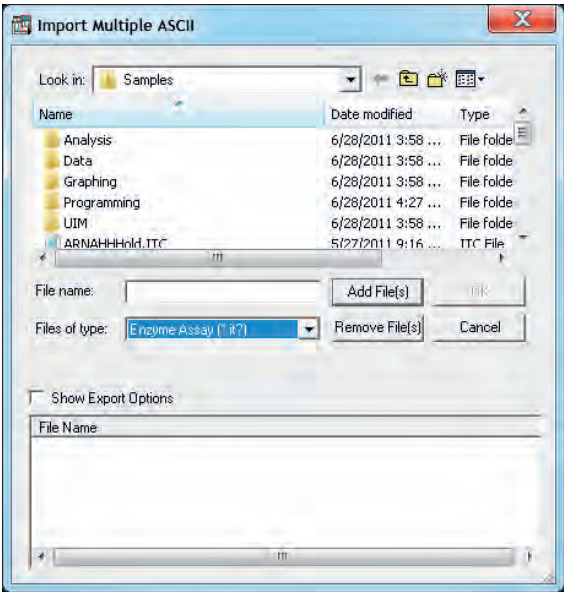 Import Multiple ASCII
Look in: Samples
Name Date modified Type
Analysis 6/28/2011 3:58 ... File folde
Data 6/28/2011 3:58 ... File folde
Graphing 6/28/2011 3:58 ... File folde
Programming 6/28/2011 4:27 ... File folde
UIM 6/28/2011 3:58 ... File folde
ARNAHHHold.ITC 5/27/2011 9:16 ... ITC File
File name: Add File(s) OK
Files of type: Enzyme Assay (*.it?) Remove File(s) Cancel
Show Export Options
File Name